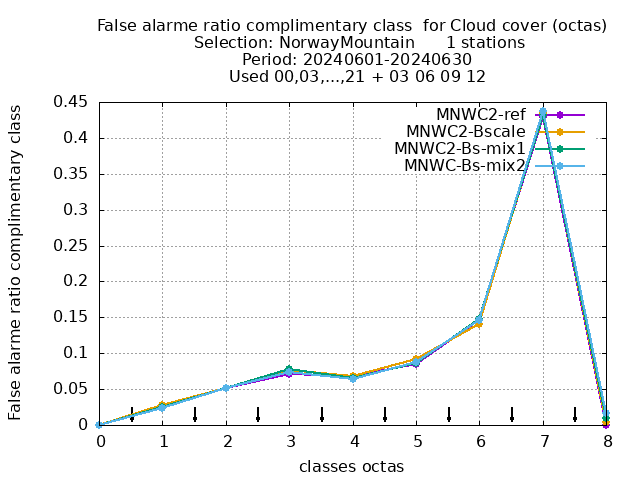 False alarme ratio complimentary class  for Cloud cover (octas)
Selection: NorwayMountain      1 stations
Period: 20240601-20240630
Used 00,03,...,21 + 03 06 09 12
False alarme ratio complimentary class
0.45
0.4
0.35
0.3
0.25
0.2
0.15
0.1
0.05
0
MNWC2-ref
MNWC2-Bscale
MNWC2-Bs-mix1
MNWC-Bs-mix2
0 1 2 3 4 5 6 7 8
classes octas